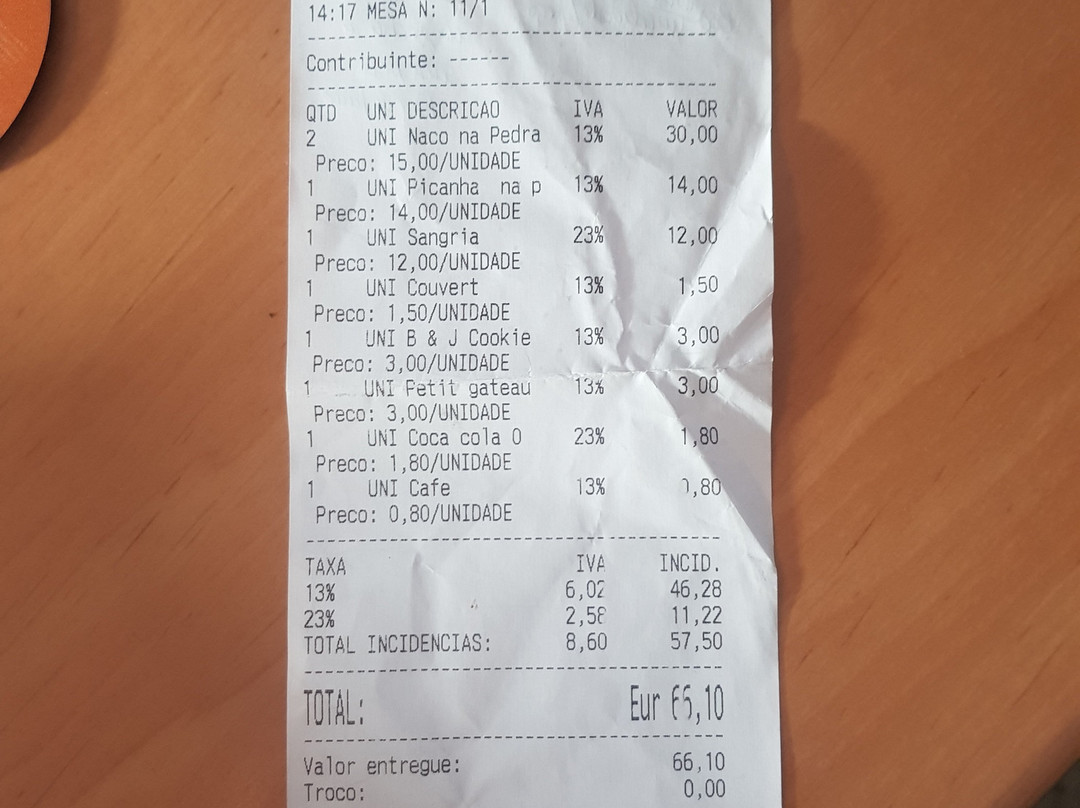 14:17 MESA N: 11/1
Contribuinte: ------
QTD UNI DESCRICAO IVA VALOR
2 UNI Naco na Pedra 13% 30,00
Preco: 15,00/UNIDADE
1 UNI Picanha na p 13% 14,00
Preco: 14,00/UNIDADE
1 UNI Sangria 23% 12,00
Preco: 12,00/UNIDADE
1 UNI Couvert 13% 1,50
Preco: 1,50/UNIDADE
1 UNI B & J Cookie 13% 3,00
Preco: 3,00/UNIDADE
1 UNI Petit gateau 13% 3,00
Preco: 3,00/UNIDADE
1 UNI Coca cola 0 23% 1,80
Preco: 1,80/UNIDADE
1 UNI Cafe 13% 0,80
Preco: 0,80/UNIDADE
TAXA IVA INCID.
13% 6,02 46,28
23% 2,58 11,22
TOTAL INCIDENCIAS: 8,60 57,50
TOTAL: Eur 66,10
Valor entregue: 66,10
Troco: 0,00